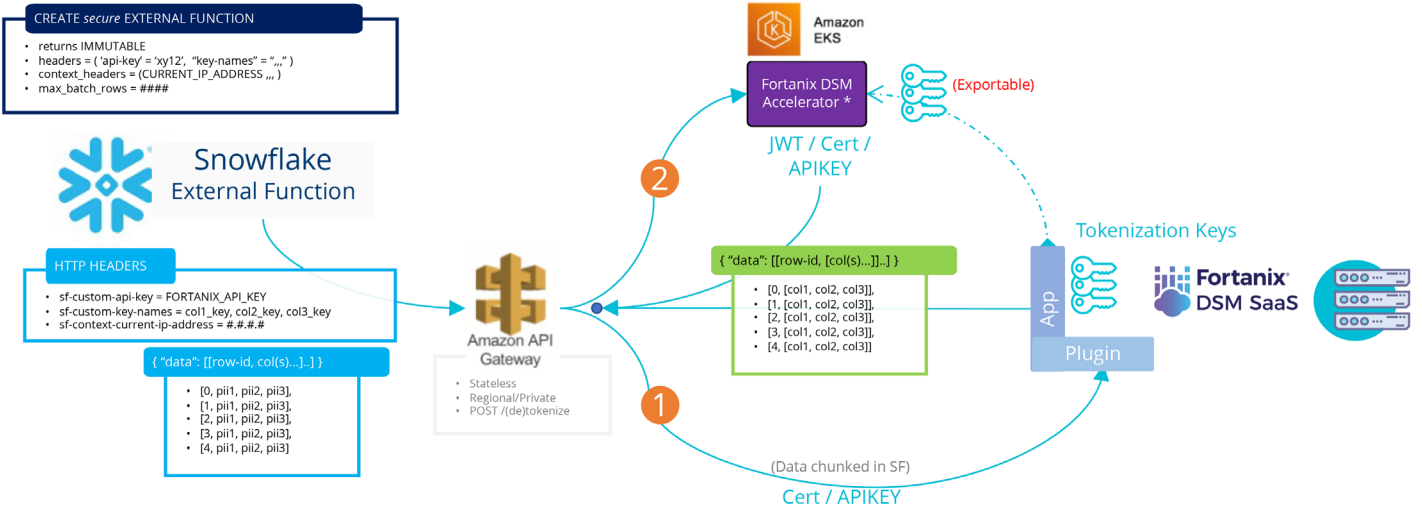 CREATE secure EXTERNAL FUNCTION
• returns IMMUTABLE
• headers = ( ‘api-key’ = ‘xy12’, “key-names” = “,,,” )
• context_headers = (CURRENT_IP_ADDRESS ,,, )
• max_batch_rows = ####
Snowflake
External Function
HTTP HEADERS
• sf-custom-api-key = FORTANIX_API_KEY
• sf-custom-key-names = col1_key, col2_key, col3_key
• sf-context-current-ip-address = #.#.#.#
{ “data”: [[row-id, col(s)...]..] }
• [0, pii1, pii2, pii3],
• [1, pii1, pii2, pii3],
• [2, pii1, pii2, pii3],
• [3, pii1, pii2, pii3],
• [4, pii1, pii2, pii3]
Amazon API
Gateway
• Stateless
• Regional/Private
• POST /(de)tokenize
2
1
Amazon
EKS
Fortanix DSM
Accelerator *
(Exportable)
JWT / Cert /
APIKEY
{ “data”: [[row-id, [col(s)...]]..] }
• [0, [col1, col2, col3]],
• [1, [col1, col2, col3]],
• [2, [col1, col2, col3]],
• [3, [col1, col2, col3]],
• [4, [col1, col2, col3]]
(Data chunked in SF)
Cert / APIKEY
Tokenization Keys
App
Plugin
Fortanix®
DSM SaaS